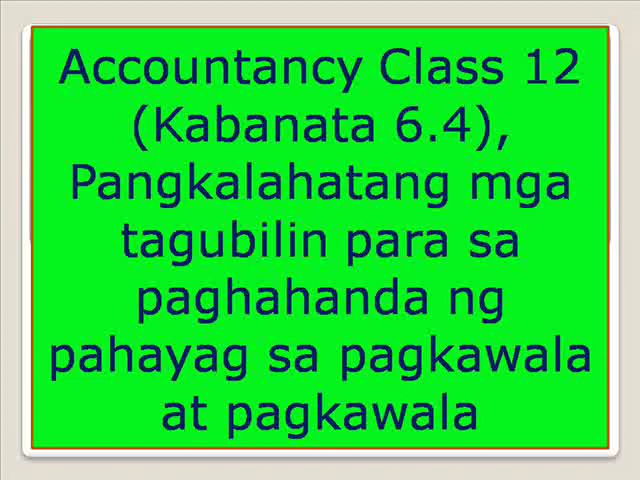 Accountancy Class 12
(Kabanata 6.4),
Pangkalahatang mga
tagubilin para sa
paghahanda ng
pahayag sa pagkawala
at pagkawala